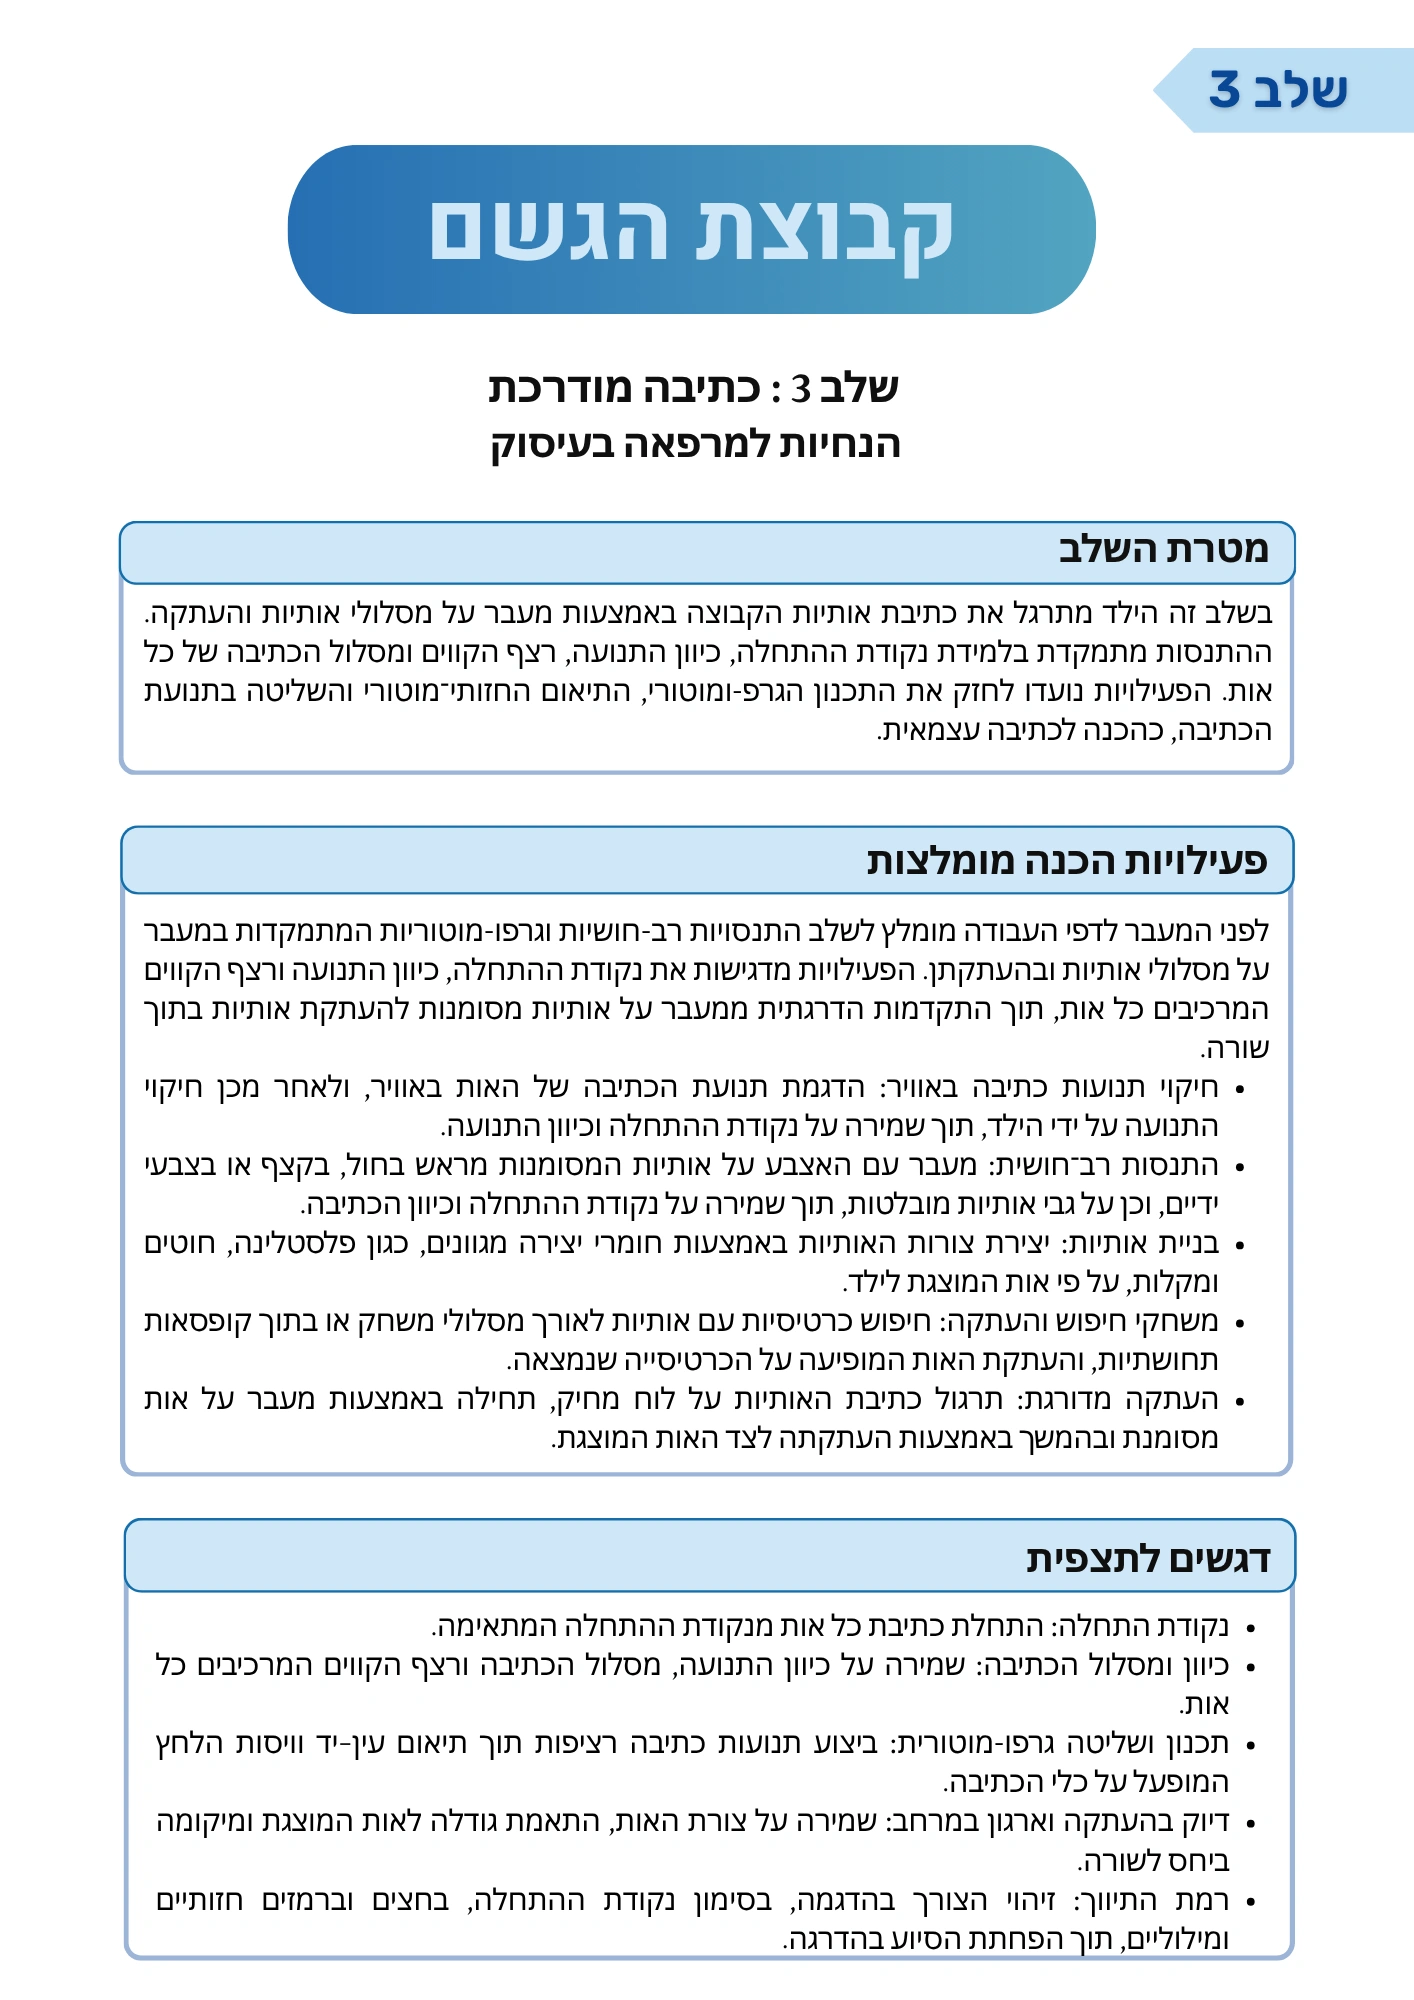 שלב 3
קבוצת הגשם
שלב 3 : כתיבה מודרכת
הנחיות למרפאה בעיסוק
מטרת השלב
בשלב זה הילד מתרגל את כתיבת אותיות הקבוצה באמצעות מעבר על מסלולי אותיות והעתקה.
ההתנסות מתמקדת בלמידת נקודת ההתחלה, כיוון התנועה, רצף הקווים ומסלול הכתיבה של כל
אות. הפעילויות נועדו לחזק את התכנון הגרפ-ומוטורי, התיאום החזותי־מוטורי והשליטה בתנועת
הכתיבה, כהכנה לכתיבה עצמאית.
פעילויות הכנה מומלצות
לפני המעבר לדפי העבודה מומלץ לשלב התנסויות רב-חושיות וגרפו-מוטוריות המתמקדות במעבר
על מסלולי אותיות ובהעתקתן. הפעילויות מדגישות את נקודת ההתחלה, כיוון התנועה ורצף הקווים
המרכיבים כל אות, תוך התקדמות הדרגתית ממעבר על אותיות מסומנות להעתקת אותיות בתוך
שורה.
• חיקוי תנועות כתיבה באוויר: הדגמת תנועת הכתיבה של האות באוויר, ולאחר מכן חיקוי
התנועה על ידי הילד, תוך שמירה על נקודת ההתחלה וכיוון התנועה.
• התנסות רב־חושית: מעבר עם האצבע על אותיות המסומנות מראש בחול, בקצף או בצבעי
ידיים, וכן על גבי אותיות מובלטות, תוך שמירה על נקודת ההתחלה וכיוון הכתיבה.
• בניית אותיות: יצירת צורות האותיות באמצעות חומרי יצירה מגוונים, כגון פלסטלינה, חוטים
ומקלות, על פי אות המוצגת לילד.
• משחקי חיפוש והעתקה: חיפוש כרטיסיות עם אותיות לאורך מסלולי משחק או בתוך קופסאות
תחושתיות, והעתקת האות המופיעה על הכרטיסייה שנמצאה.
• העתקה מדורגת: תרגול כתיבת האותיות על לוח מחיק, תחילה באמצעות מעבר על אות
מסומנת ובהמשך באמצעות העתקתה לצד האות המוצגת.
דגשים לתצפית
• נקודת התחלה: התחלת כתיבת כל אות מנקודת ההתחלה המתאימה.
• כיוון ומסלול הכתיבה: שמירה על כיוון התנועה, מסלול הכתיבה ורצף הקווים המרכיבים כל
אות.
• תכנון ושליטה גרפו-מוטורית: ביצוע תנועות כתיבה רציפות תוך תיאום עין–יד וויסות הלחץ
המופעל על כלי הכתיבה.
• דיוק בהעתקה וארגון במרחב: שמירה על צורת האות, התאמת גודלה לאות המוצגת ומיקומה
ביחס לשורה.
• רמת התיווך: זיהוי הצורך בהדגמה, בסימון נקודת ההתחלה, בחצים וברמזים חזותיים
ומילוליים, תוך הפחתת הסיוע בהדרגה.